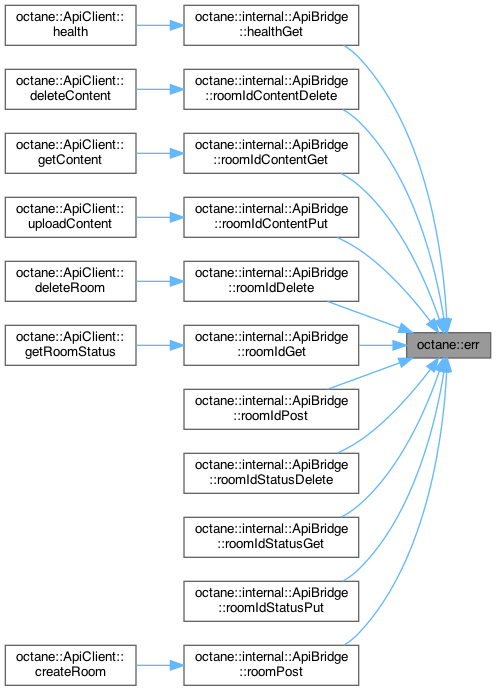 octane::ApiClient::
health
octane::internal::ApiBridge
::healthGet
octane::ApiClient::
deleteContent
octane::internal::ApiBridge
::roomIdContentDelete
octane::ApiClient::
getContent
octane::internal::ApiBridge
::roomIdContentGet
octane::ApiClient::
uploadContent
octane::internal::ApiBridge
::roomIdContentPut
octane::ApiClient::
deleteRoom
octane::internal::ApiBridge
::roomIdDelete
octane::ApiClient::
getRoomStatus
octane::internal::ApiBridge
::roomIdGet
octane::err
octane::internal::ApiBridge
::roomIdPost
octane::internal::ApiBridge
::roomIdStatusDelete
octane::internal::ApiBridge
::roomIdStatusGet
octane::internal::ApiBridge
::roomIdStatusPut
octane::ApiClient::
createRoom
octane::internal::ApiBridge
::roomPost